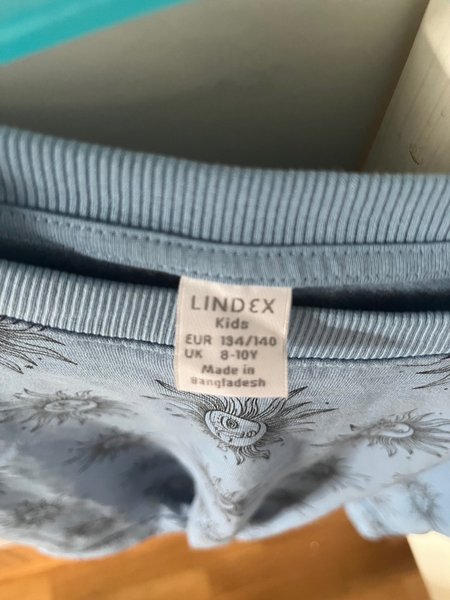 LINDEX
Kids
EUR 134/140
UK 8-10Y
Made in
Bangladesh